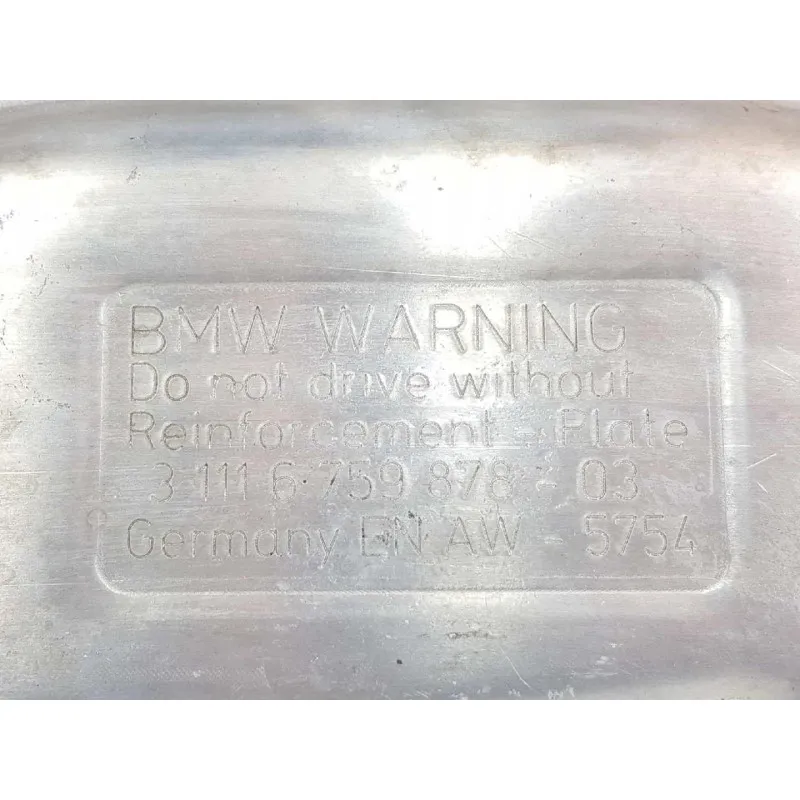 BMW WARNING
Do not drive without
Reinforcement - Plate
3 111 6 759 878 - 03
Germany EN AW - 5754